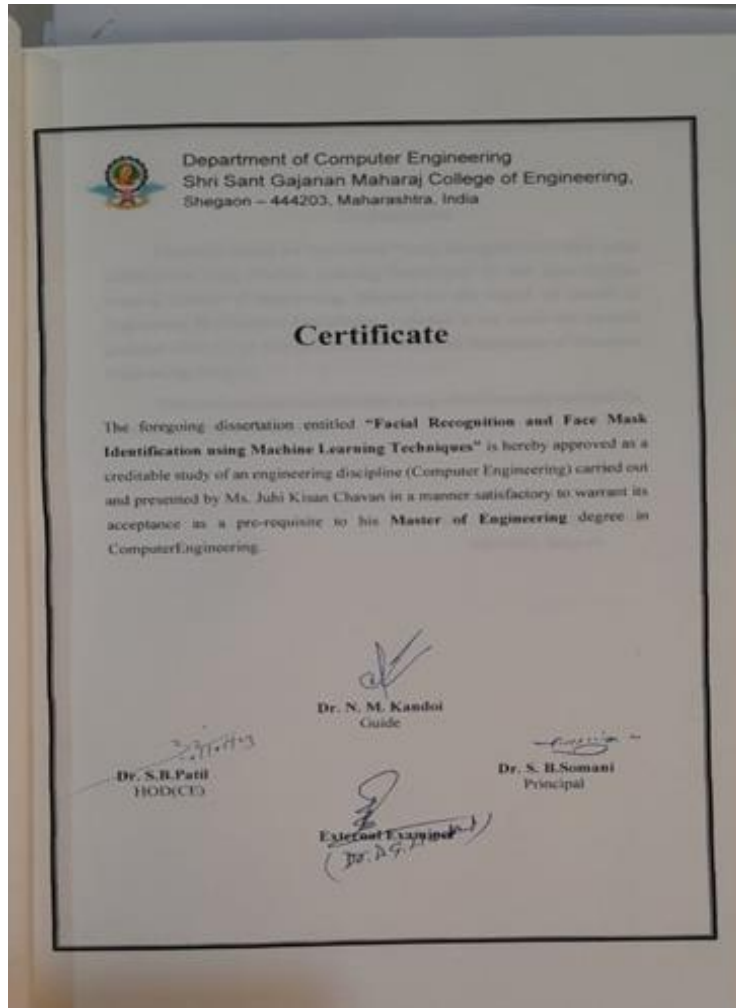 Department of Computer Engineering
Shri Sant Gajanan Maharaj College of Engineering,
Shegaon – 444203, Maharashtra, India
Certificate
The foregoing dissertation entitled “Facial Recognition and Face Mask
Identification using Machine Learning Techniques” is hereby approved as a
creditable study of an engineering discipline (Computer Engineering) carried out
and presented by Ms. Juhi Kisan Chavan in a manner satisfactory to warrant its
acceptance as a pre-requisite to his Master of Engineering degree in
ComputerEngineering.
Dr. N. M. Kandoi
Guide
Dr. S.B.Patil
HOD(CE)
Dr. S. B.Somani
Principal
External Examiner